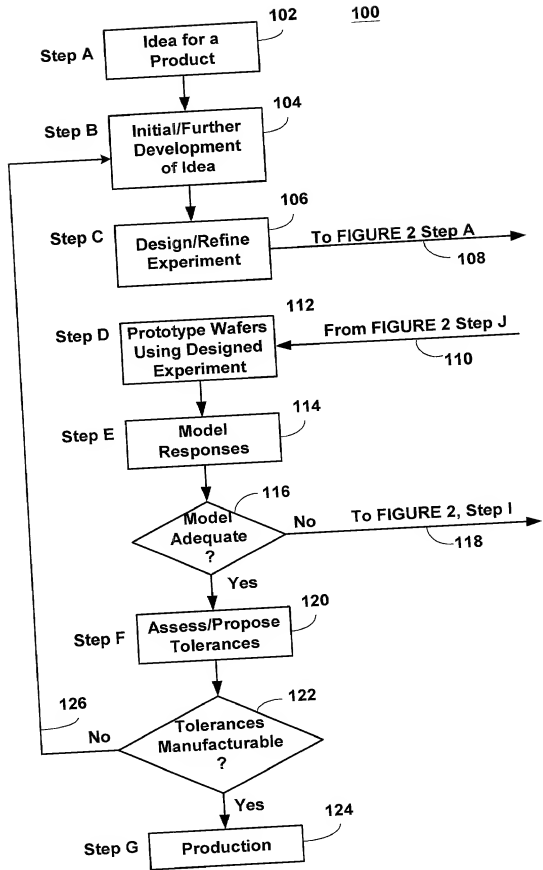 102
100
Step A
Idea for a
Product
104
Step B
Initial/Further
Development
of Idea
106
Step C
Design/Refine
Experiment
To FIGURE 2 Step A
108
112
Step D
Prototype Wafers
Using Designed
Experiment
From FIGURE 2 Step J
110
114
Step E
Model
Responses
116
Model
Adequate
?
No
To FIGURE 2, Step I
118
Yes
120
Step F
Assess/Propose
Tolerances
122
126
No
Tolerances
Manufacturable
?
Yes
124
Step G
Production